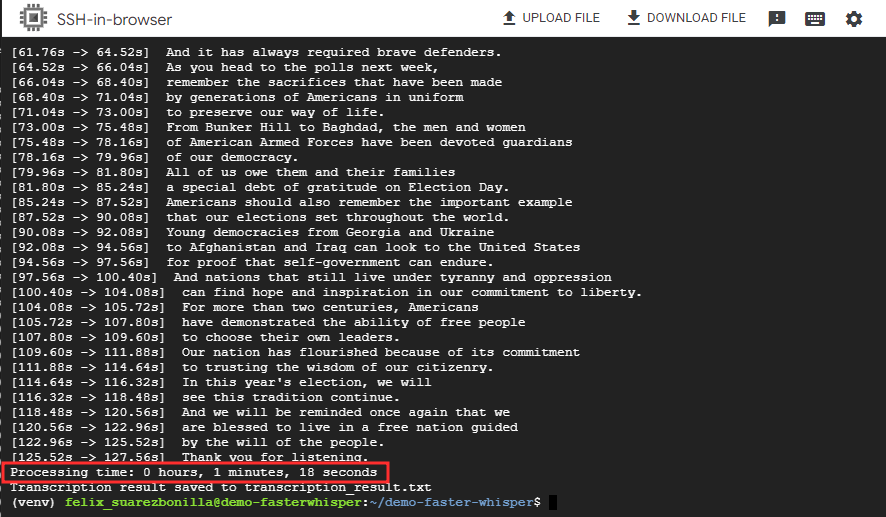 SSH-in-browser
UPLOAD FILE
DOWNLOAD FILE
[61.76s -> 64.52s]  And it has always required brave defenders.
[64.52s -> 66.04s]  As you head to the polls next week,
[66.04s -> 68.40s]  remember the sacrifices that have been made
[68.40s -> 71.04s]  by generations of Americans in uniform
[71.04s -> 73.00s]  to preserve our way of life.
[73.00s -> 75.48s]  From Bunker Hill to Baghdad, the men and women
[75.48s -> 78.16s]  of American Armed Forces have been devoted guardians
[78.16s -> 79.96s]  of our democracy.
[79.96s -> 81.80s]  All of us owe them and their families
[81.80s -> 85.24s]  a special debt of gratitude on Election Day.
[85.24s -> 87.52s]  Americans should also remember the important example
[87.52s -> 90.08s]  that our elections set throughout the world.
[90.08s -> 92.08s]  Young democracies from Georgia and Ukraine
[92.08s -> 94.56s]  to Afghanistan and Iraq can look to the United States
[94.56s -> 97.56s]  for proof that self-government can endure.
[97.56s -> 100.40s]  And nations that still live under tyranny and oppression
[100.40s -> 104.08s]  can find hope and inspiration in our commitment to liberty.
[104.08s -> 105.72s]  For more than two centuries, Americans
[105.72s -> 107.80s]  have demonstrated the ability of free people
[107.80s -> 109.60s]  to choose their own leaders.
[109.60s -> 111.88s]  Our nation has flourished because of its commitment
[111.88s -> 114.64s]  to trusting the wisdom of our citizenry.
[114.64s -> 116.32s]  In this year's election, we will
[116.32s -> 118.48s]  see this tradition continue.
[118.48s -> 120.56s]  And we will be reminded once again that we
[120.56s -> 122.96s]  are blessed to live in a free nation guided
[122.96s -> 125.52s]  by the will of the people.
[125.52s -> 127.56s]  Thank you for listening.
Processing time: 0 hours, 1 minutes, 18 seconds
Transcription result saved to transcription_result.txt
(venv) felix_suarezbonilla@demo-fasterwhisper:~/demo-faster-whisper$